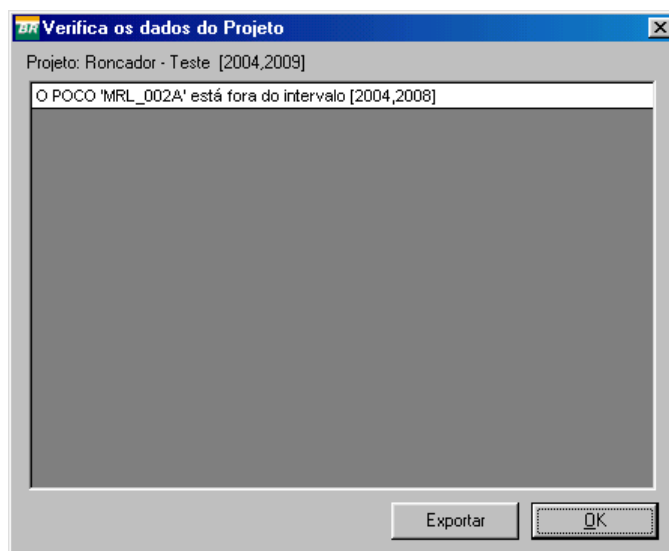 BR Verifica os dados do Projeto
Projeto: Roncador - Teste [2004,2009]
O POCO 'MRL_002A' está fora do intervalo [2004,2008]
Exportar
OK